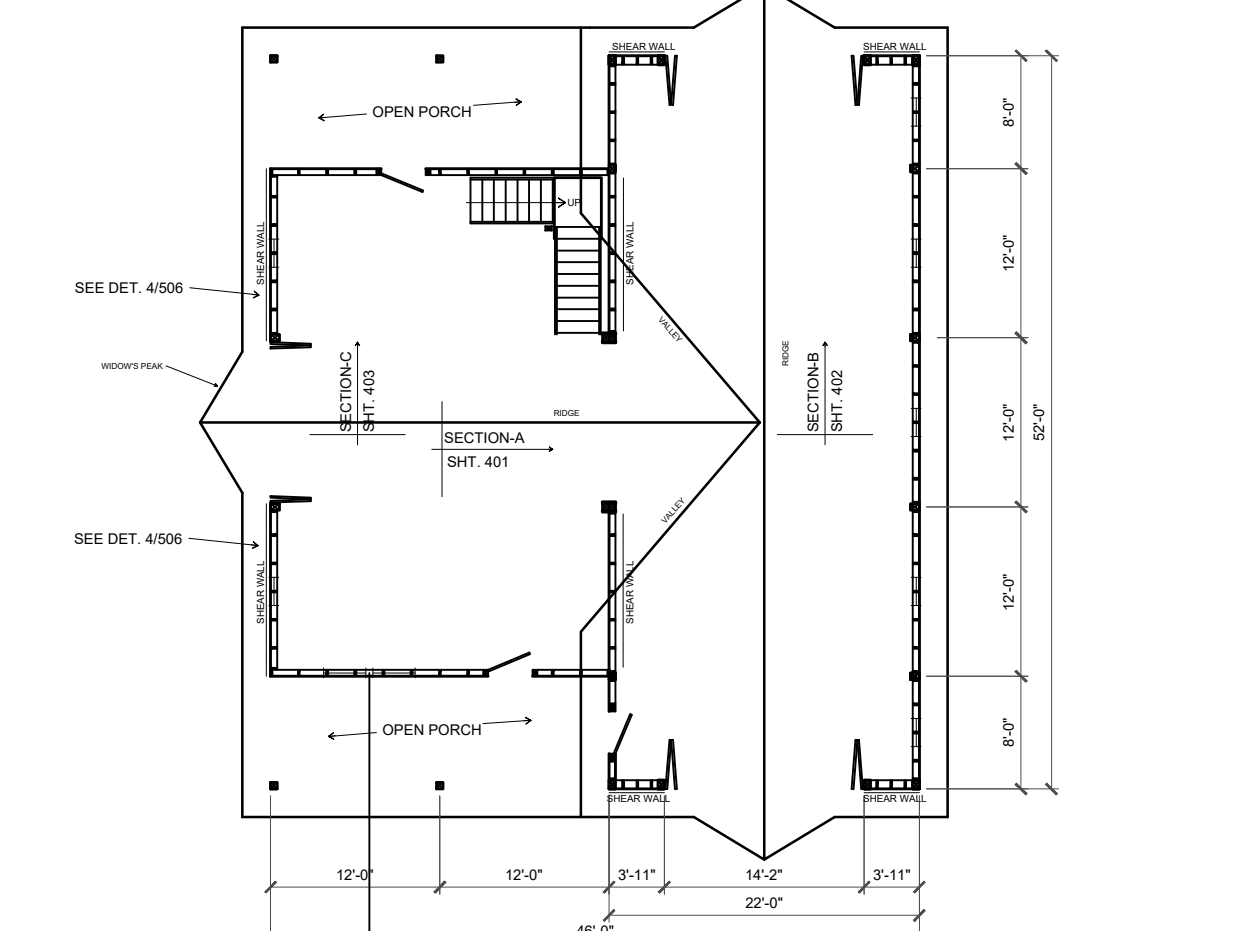 SHEAR WALL
SHEAR WALL
OPEN PORCH
8'-0"
UP
SHEAR WALL
SHEAR WALL
12'-0"
SEE DET. 4/506
VALLEY
RIDGE
WIDOW'S PEAK
SECTION-C
SHT. 403
SECTION-B
SHT. 402
RIDGE
12'-0"
52'-0"
SECTION-A
SHT. 401
VALLEY
SEE DET. 4/506
SHEAR WALL
SHEAR WALL
12'-0"
OPEN PORCH
8'-0"
SHEAR WALL
SHEAR WALL
12'-0"
12'-0"
3'-11"
14'-2"
3'-11"
22'-0"
46'-0"